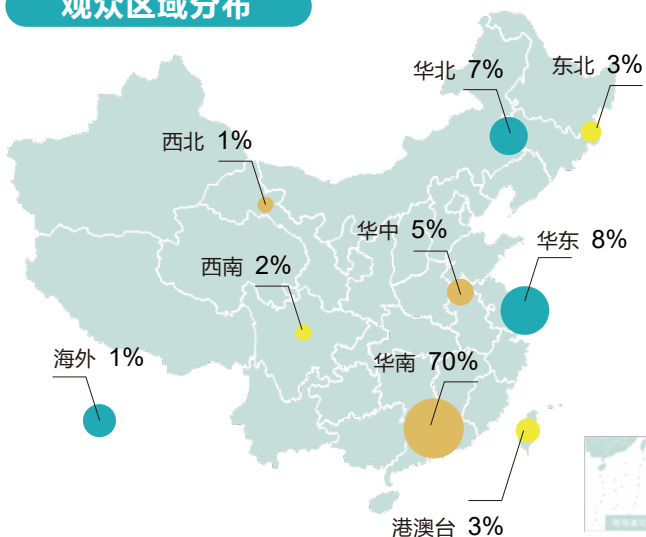 观众区域分布
华北 7%
东北 3%
西北 1%
华中 5%
华东 8%
西南 2%
海外 1%
华南 70%
港澳台 3%